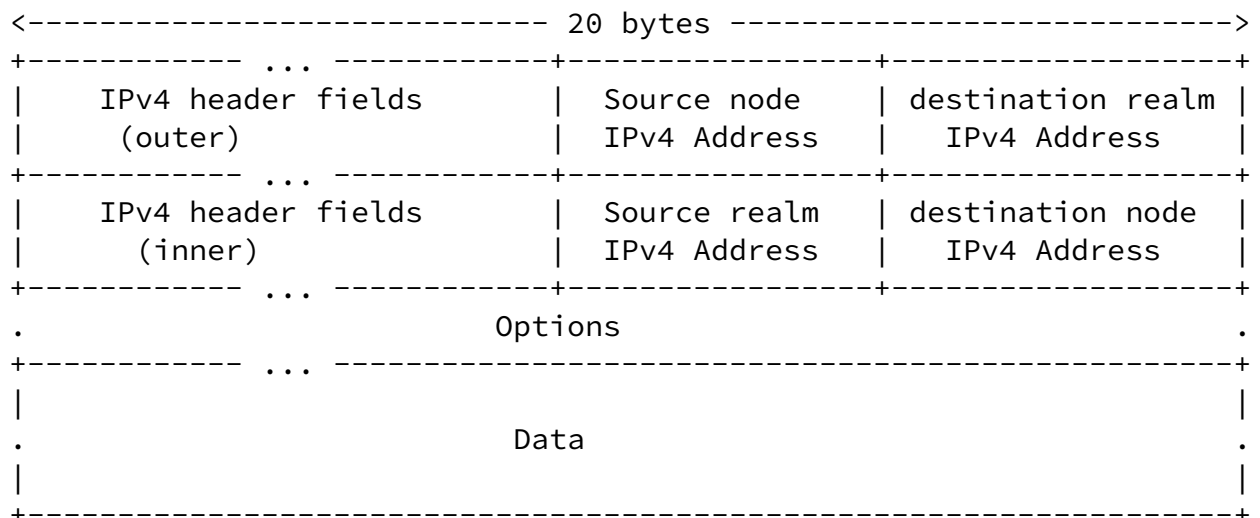 <----------------------------- 20 bytes ---------------------------->
+------------ ... ------------+-----------------+-------------------+
|    IPv4 header fields       |  Source node    | destination realm |
|     (outer)                 |  IPv4 Address   |   IPv4 Address    |
+------------ ... ------------+-----------------+-------------------+
|    IPv4 header fields       |  Source realm   | destination node  |
|      (inner)                |  IPv4 Address   |   IPv4 Address    |
+------------ ... ------------+-----------------+-------------------+
.                          Options                                  .
+------------ ... --------------------------------------------------+
|                                                                   |
.                           Data                                    .
|                                                                   |
+-------------------------------------------------------------------+